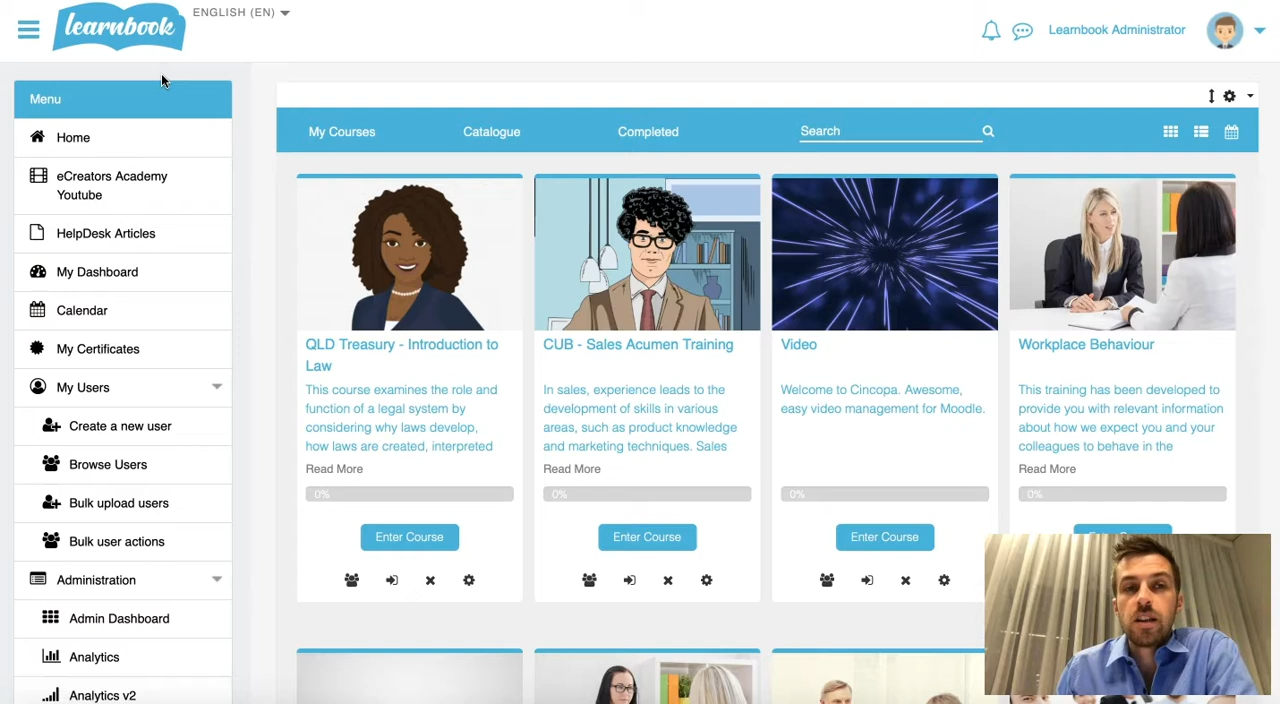 learnbook
ENGLISH (EN)
Learnbook Administrator
Menu
Home
eCreators Academy
Youtube
HelpDesk Articles
My Dashboard
Calendar
My Certificates
My Users
Create a new user
Browse Users
Bulk upload users
Bulk user actions
Administration
Admin Dashboard
Analytics
Analytics v2
My Courses
Catalogue
Completed
Search
QLD Treasury - Introduction to
Law
This course examines the role and
function of a legal system by
considering why laws develop,
how laws are created, interpreted
Read More
0%
Enter Course
CUB - Sales Acumen Training
In sales, experience leads to the
development of skills in various
areas, such as product knowledge
and marketing techniques. Sales
Read More
0%
Enter Course
Video
Welcome to Cincopa. Awesome,
easy video management for Moodle.
0%
Enter Course
Workplace Behaviour
This training has been developed to
provide you with relevant information
about how we expect you and your
colleagues to behave in the
Read More
0%